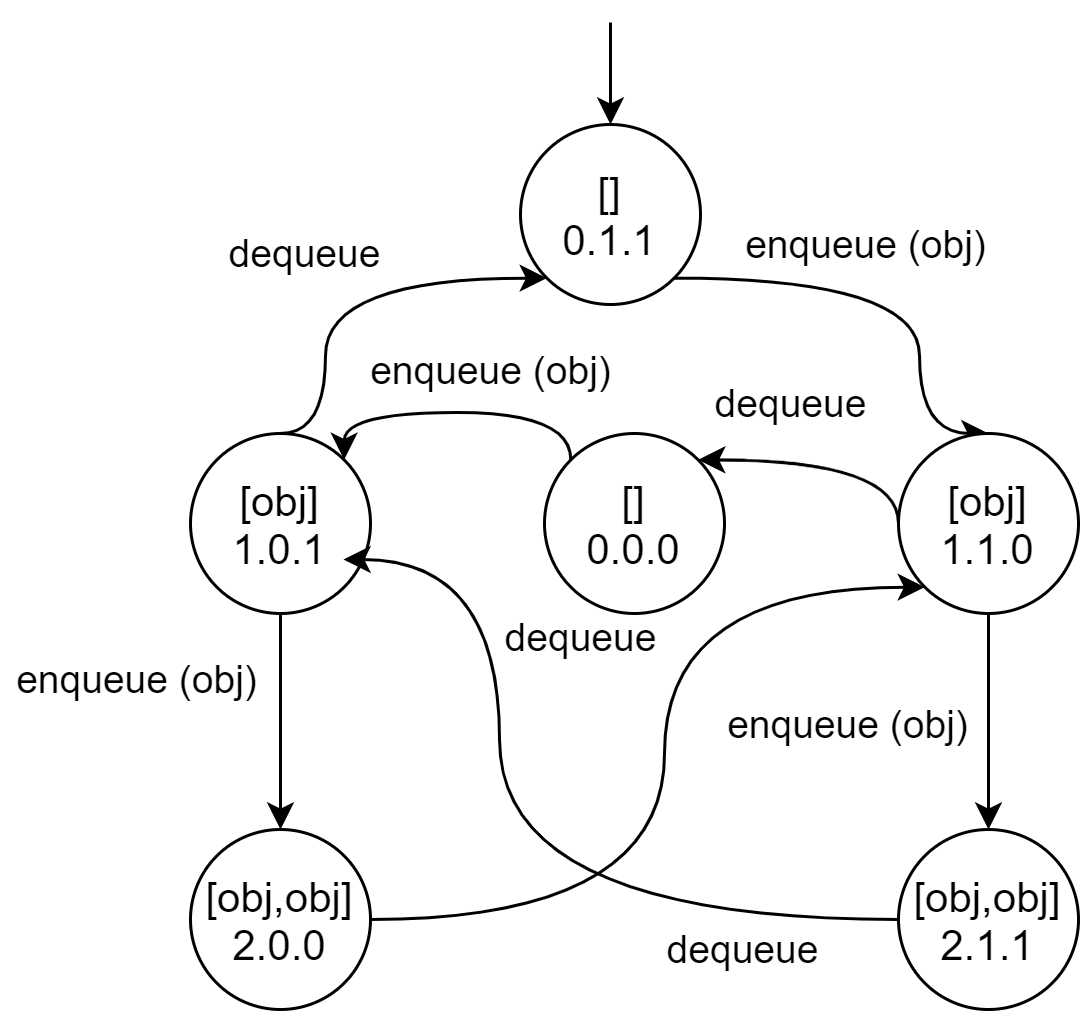 []
0.1.1
dequeue
enqueue (obj)
enqueue (obj)
dequeue
[obj]
1.0.1
[]
0.0.0
[obj]
1.1.0
dequeue
enqueue (obj)
enqueue (obj)
[obj,obj]
2.0.0
[obj,obj]
2.1.1
dequeue